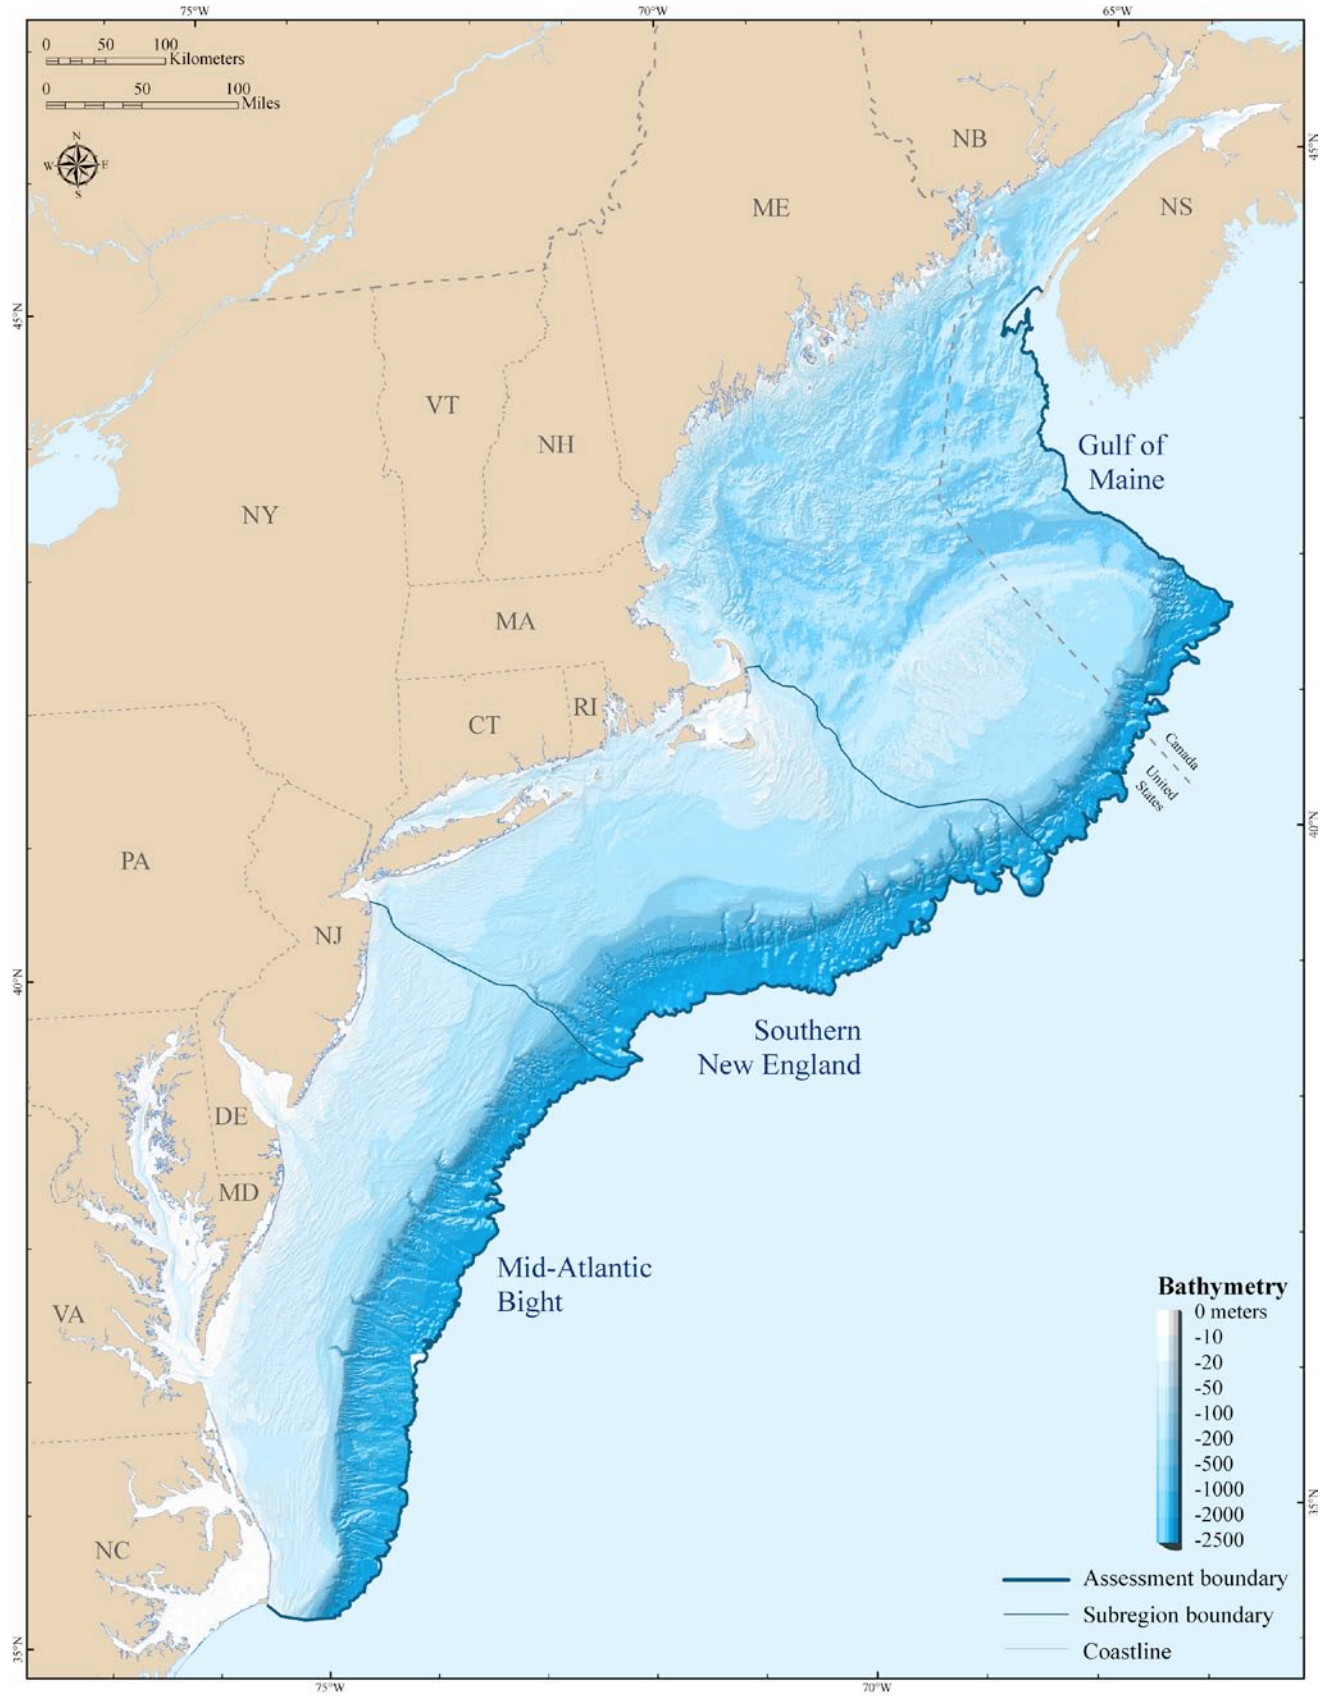 75°W
70°W
65°W
0 50 100
Kilometers
0 50 100
Miles
N
W E
S
NB
45°N
ME
NS
45°N
VT
NH
Gulf of
Maine
NY
MA
RI
CT
Canada
United
States
40°N
PA
NJ
40°N
Southern
New England
DE
MD
Mid-Atlantic
Bight
VA
Bathymetry
0 meters
-10
-20
-50
-100
-200
-500
-1000
-2000
-2500
35°N
NC
Assessment boundary
Subregion boundary
Coastline
35°N
75°W
70°W